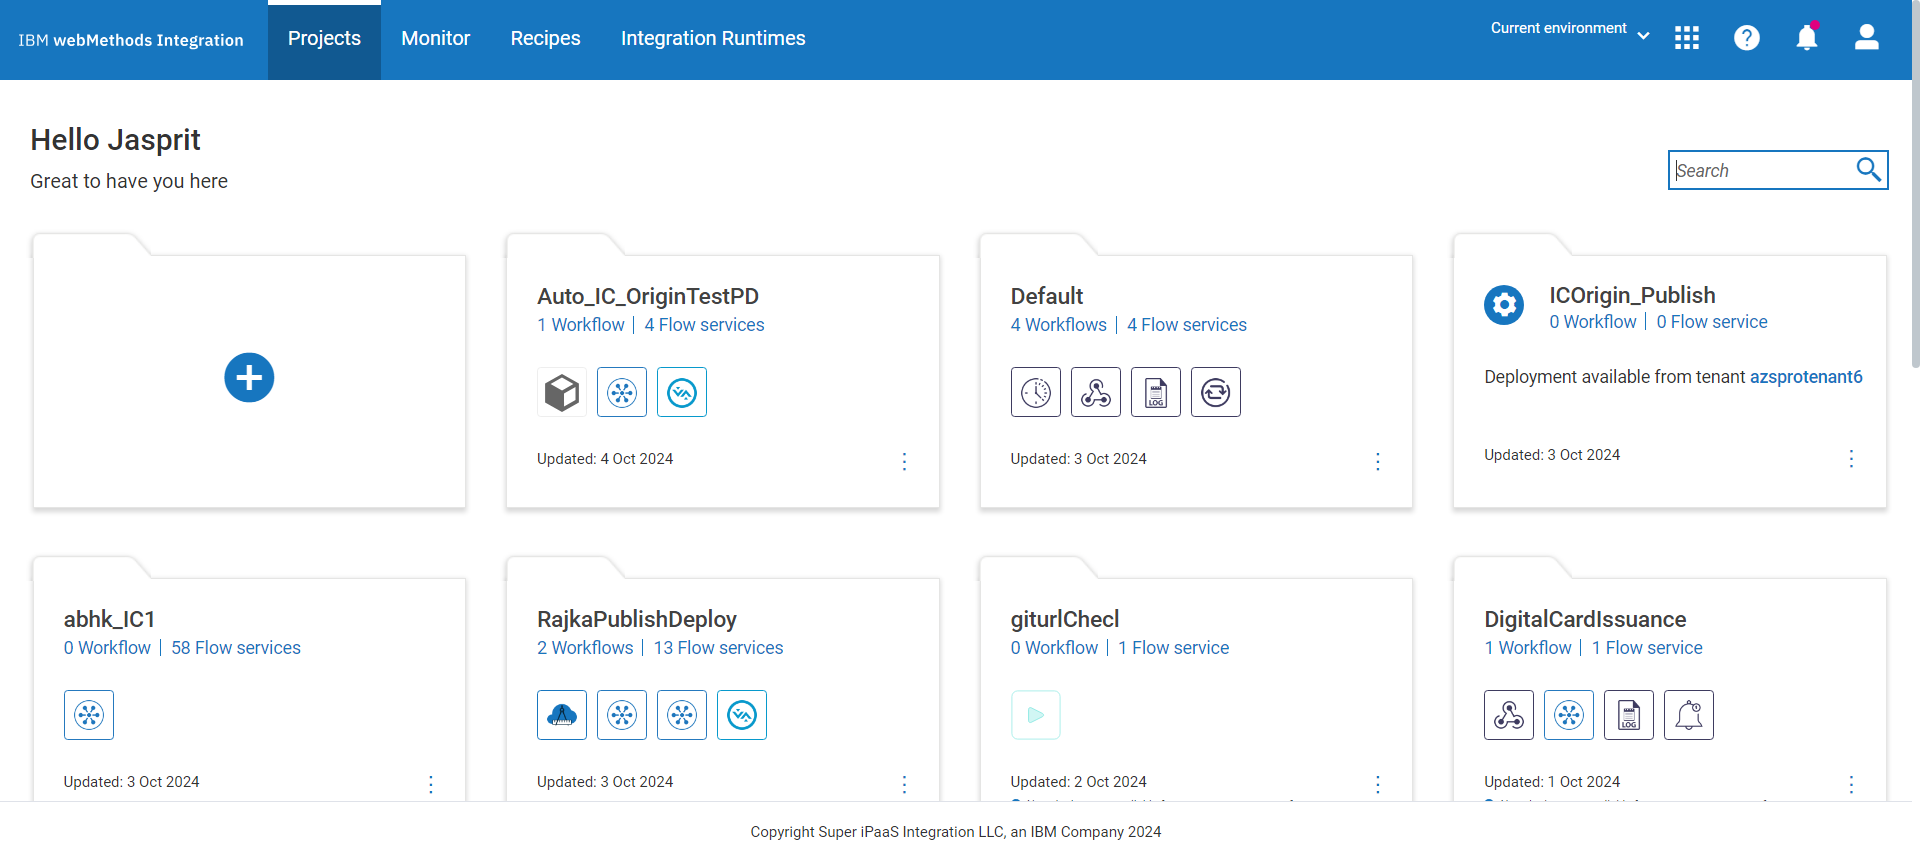 IBM webMethods Integration
Projects
Monitor
Recipes
Integration Runtimes
Current environment
Hello Jasprit
Great to have you here
Search
Auto_IC_OriginTestPD
1 Workflow | 4 Flow services
Updated: 4 Oct 2024
Default
4 Workflows | 4 Flow services
LOG
Updated: 3 Oct 2024
ICOrigin_Publish
0 Workflow | 0 Flow service
Deployment available from tenant azsprotenant6
Updated: 3 Oct 2024
abhk_IC1
0 Workflow | 58 Flow services
Updated: 3 Oct 2024
RajkaPublishDeploy
2 Workflows | 13 Flow services
Updated: 3 Oct 2024
giturlChecl
0 Workflow | 1 Flow service
Updated: 2 Oct 2024
DigitalCardIssuance
1 Workflow | 1 Flow service
LOG
Updated: 1 Oct 2024
Copyright Super iPaaS Integration LLC, an IBM Company 2024